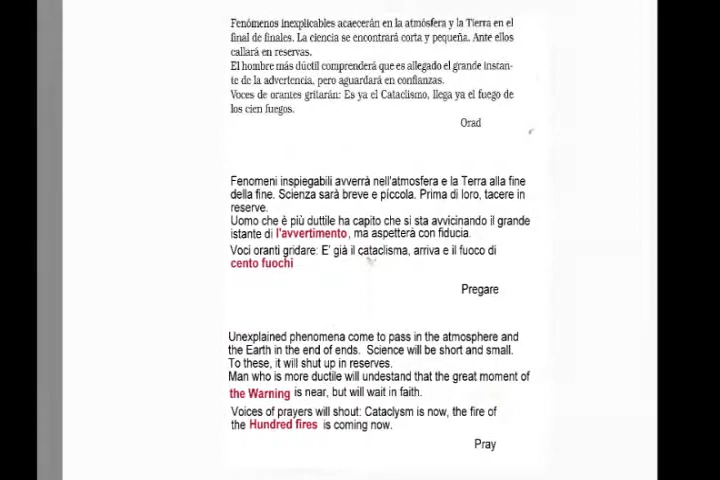 Fenómenos inexplicables acaecerán en la atmósfera y la Tierra en el
final de finales. La ciencia se encontrará corta y pequeña. Ante ellos
callará en reservas.
El hombre más dúctil comprenderá que es allegado el grande instan-
te de la advertencia, pero aguardará en confianzas.
Voces de orantes gritarán: Es ya el Cataclismo, llega ya el fuego de
los cien fuegos.
Orad
Fenomeni inspiegabili avverrà nell'atmosfera e la Terra alla fine
della fine. Scienza sarà breve e piccola. Prima di loro, tacere in
reserve.
Uomo che è più duttile ha capito che si sta avvicinando il grande
istante di l'avvertimento, ma aspetterà con fiducia.
Voci oranti gridare: E' già il cataclisma, arriva e il fuoco di
cento fuochi
Pregare
Unexplained phenomena come to pass in the atmosphere and
the Earth in the end of ends. Science will be short and small.
To these, it will shut up in reserves.
Man who is more ductile will undestand that the great moment of
the Warning is near, but will wait in faith.
Voices of prayers will shout: Cataclysm is now, the fire of
the Hundred fires is coming now.
Pray